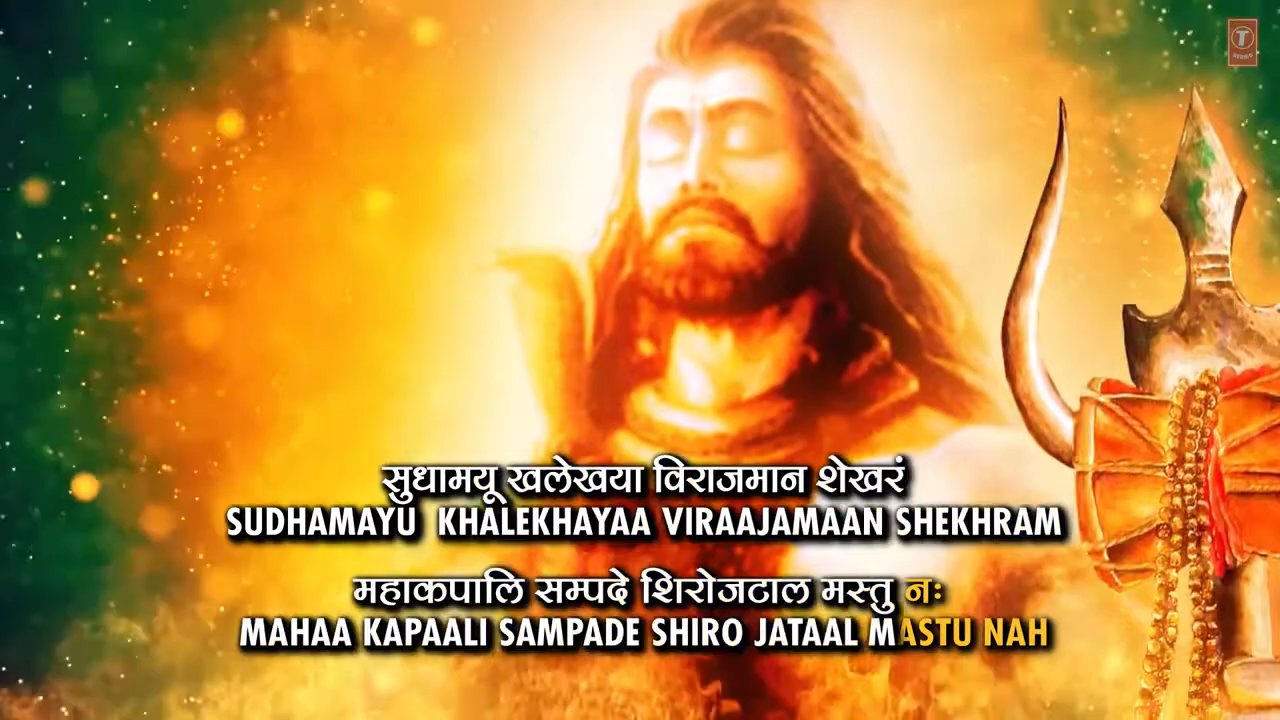 T
SERIES
सुधामयू खलेखया विराजमान शेखरं
SUDHAMAYU KHALEKHAYAA VIRAAJAMAAN SHEKHRAM
महाकपालि सम्पदे शिरोजटाल मस्तु नः
MAHAA KAPAALI SAMPADE SHIRO JATAAL MASTU NAH